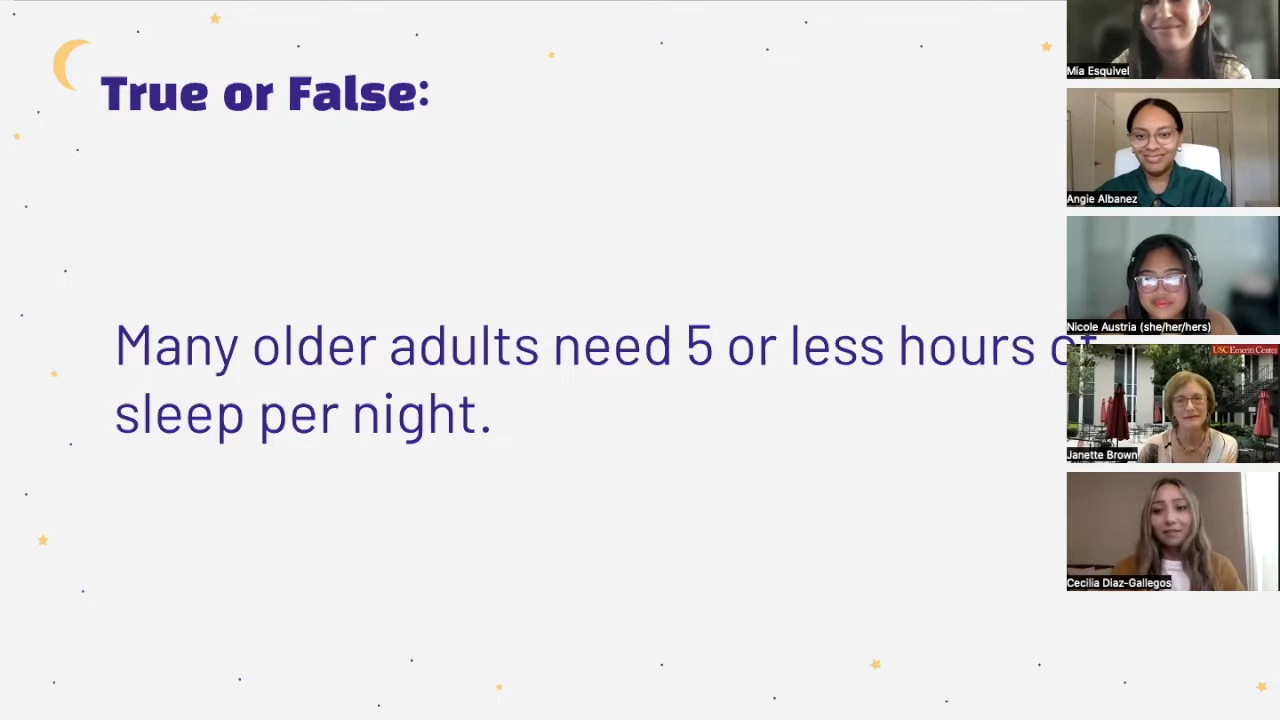 True or False:
Many older adults need 5 or less hours of
sleep per night.
Mia Esquivel
Angie Albanez
Nicole Austria (she/her/hers)
USC Emeriti Center
Janette Brown
Cecilia Diaz-Gallegos